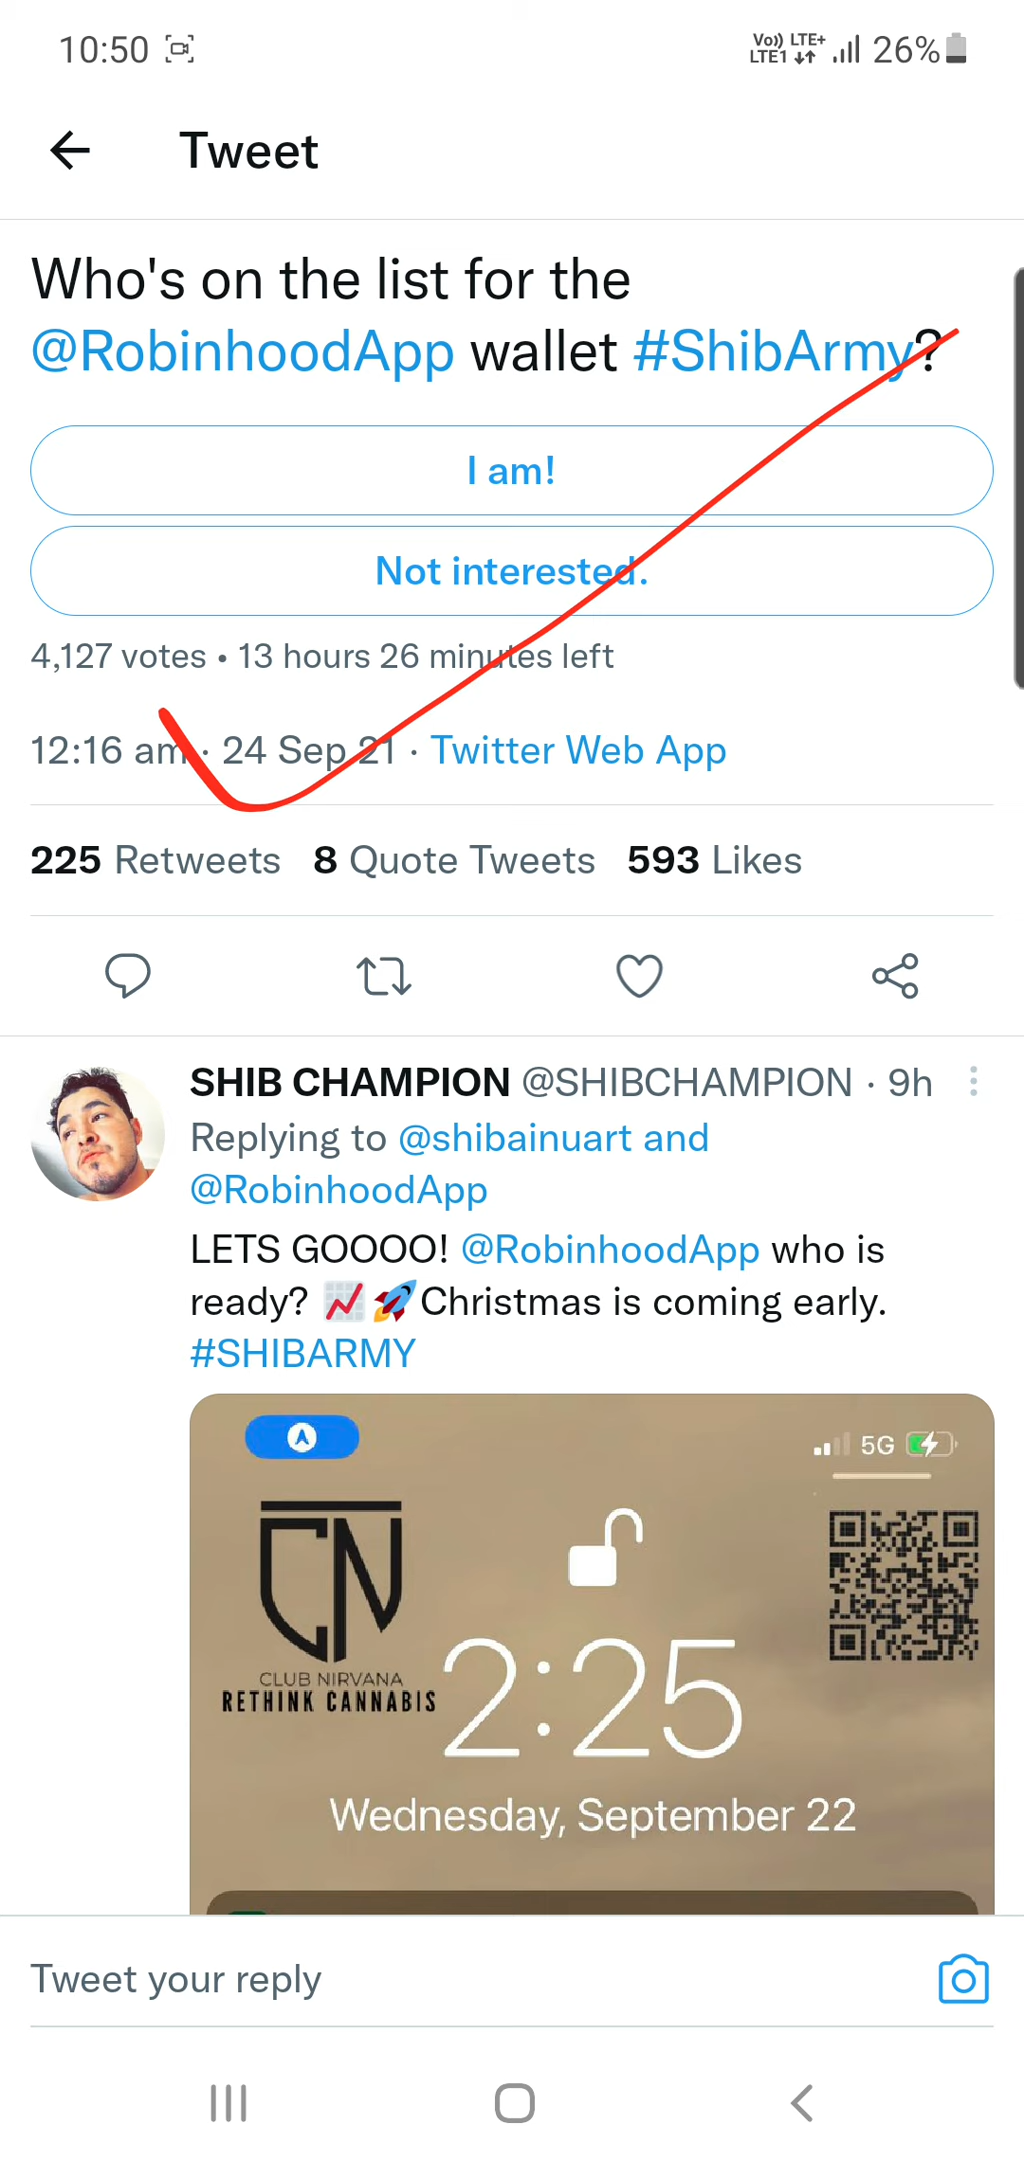 10:50
Vo)) LTE+
LTE1
26%
Tweet
Who's on the list for the
@RobinhoodApp wallet #ShibArmy?
I am!
Not interested.
4,127 votes • 13 hours 26 minutes left
12:16 am · 24 Sep 21 · Twitter Web App
225 Retweets 8 Quote Tweets 593 Likes
SHIB CHAMPION @SHIBCHAMPION · 9h
Replying to @shibainuart and
@RobinhoodApp
LETS GOOOO! @RobinhoodApp who is
ready? 📈🚀Christmas is coming early.
#SHIBARMY
5G
CN
CLUB NIRVANA
RETHINK CANNABIS
2:25
Wednesday, September 22
Tweet your reply